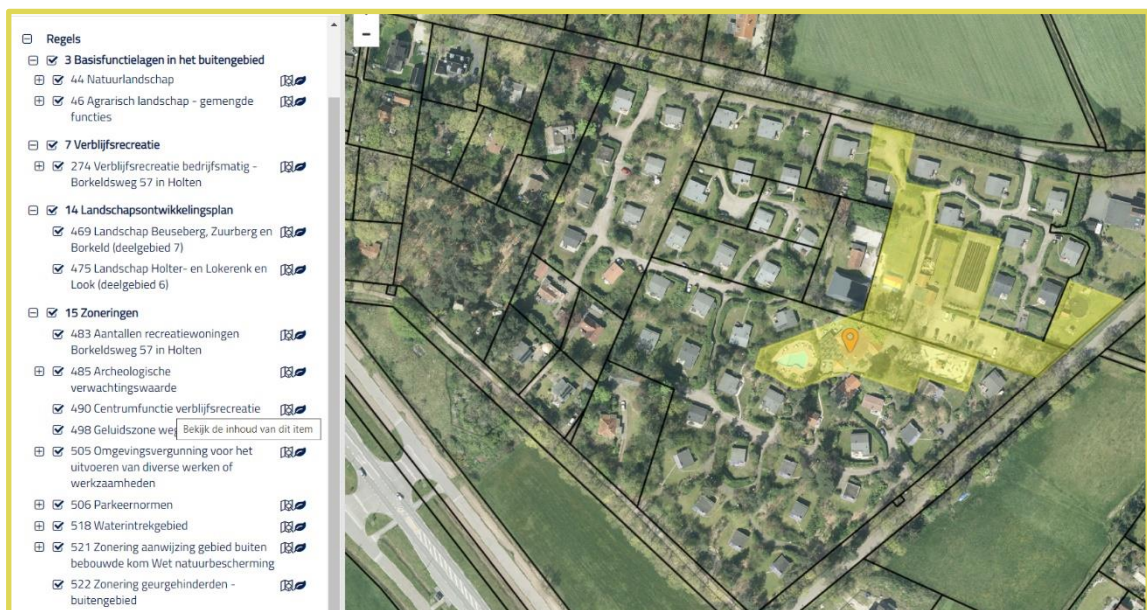 Regels
3 Basisfunctielagen in het buitengebied
44 Natuurlandschap
46 Agrarisch landschap - gemengde
functies
7 Verblijfsrecreatie
274 Verblijfsrecreatie bedrijfsmatig -
Borkeldsweg 57 in Holten
14 Landschapsontwikkelingsplan
469 Landschap Beuseberg, Zuurberg en
Borkeld (deelgebied 7)
475 Landschap Holter- en Lokerenk en
Look (deelgebied 6)
15 Zoneringen
483 Aantallen recreatiewoningen
Borkeldsweg 57 in Holten
485 Archeologische
verwachtingswaarde
490 Centrumfunctie verblijfsrecreatie
498 Geluidszone
Bekijk de inhoud van dit item
505 Omgevingsvergunning voor het
uitvoeren van diverse werken of
werkzaamheden
506 Parkeernormen
518 Waterintrekgebied
521 Zonering aanwijzing gebied buiten
bebouwde kom Wet natuurbescherming
522 Zonering geurgehinderden -
buitengebied